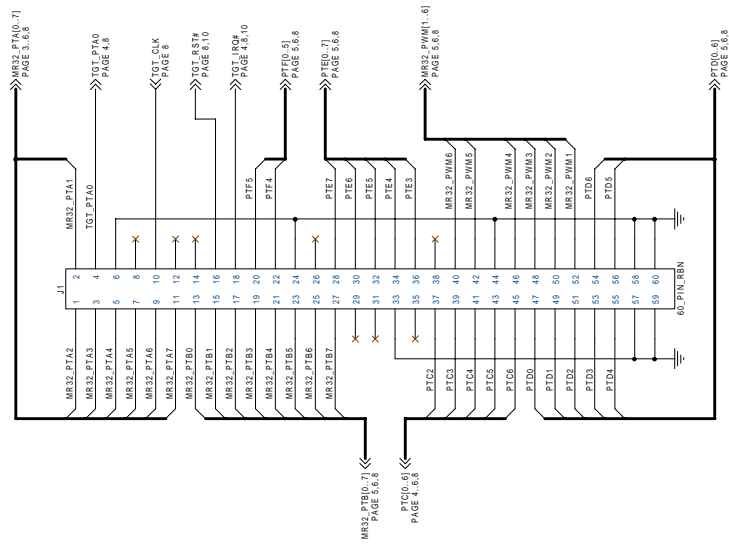 MR32_PTA[0..7]
PAGE 3..6,8
TGT_PTA0
PAGE 4,8
TGT_CLK
PAGE 8
TGT_RST#
PAGE 8,10
TGT_IRQ#
PAGE 4,8,10
PTF[0..5]
PAGE 5,6,8
PTE[0..7]
PAGE 5,6,8
MR32_PWM[1..6]
PAGE 5,6,8
PTD[0..6]
PAGE 5,6,8
MR32_PTA1
TGT_PTA0
PTF5
PTF4
PTE7
PTE6
PTE5
PTE4
PTE3
MR32_PWM6
MR32_PWM5
MR32_PWM4
MR32_PWM3
MR32_PWM2
MR32_PWM1
PTD6
PTD5
J1
2 4 6 8 10 12 14 16 18 20 22 24 26 28 30 32 34 36 38 40 42 44 46 48 50 52 54 56 58 60
1 3 5 7 9 11 13 15 17 19 21 23 25 27 29 31 33 35 37 39 41 43 45 47 49 51 53 55 57 59
60_PIN_RBN
MR32_PTA2
MR32_PTA3
MR32_PTA4
MR32_PTA5
MR32_PTA6
MR32_PTA7
MR32_PTB0
MR32_PTB1
MR32_PTB2
MR32_PTB3
MR32_PTB4
MR32_PTB5
MR32_PTB6
MR32_PTB7
PTC2
PTC3
PTC4
PTC5
PTC6
PTD0
PTD1
PTD2
PTD3
PTD4
MR32_PTB[0..7]
PAGE 5,6,8
PTC[0..6]
PAGE 4..6,8